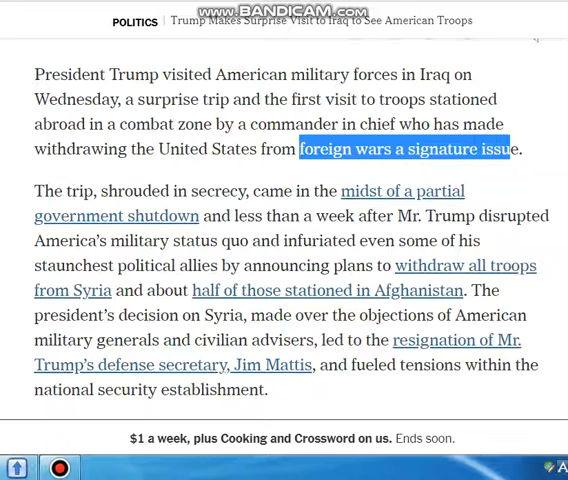 www.BANDICAM.com
POLITICS | Trump Makes Surprise Visit to Iraq to See American Troops
President Trump visited American military forces in Iraq on
Wednesday, a surprise trip and the first visit to troops stationed
abroad in a combat zone by a commander in chief who has made
withdrawing the United States from foreign wars a signature issue.
The trip, shrouded in secrecy, came in the midst of a partial
government shutdown and less than a week after Mr. Trump disrupted
America's military status quo and infuriated even some of his
staunchest political allies by announcing plans to withdraw all troops
from Syria and about half of those stationed in Afghanistan. The
president's decision on Syria, made over the objections of American
military generals and civilian advisers, led to the resignation of Mr.
Trump's defense secretary, Jim Mattis, and fueled tensions within the
national security establishment.
$1 a week, plus Cooking and Crossword on us. Ends soon.